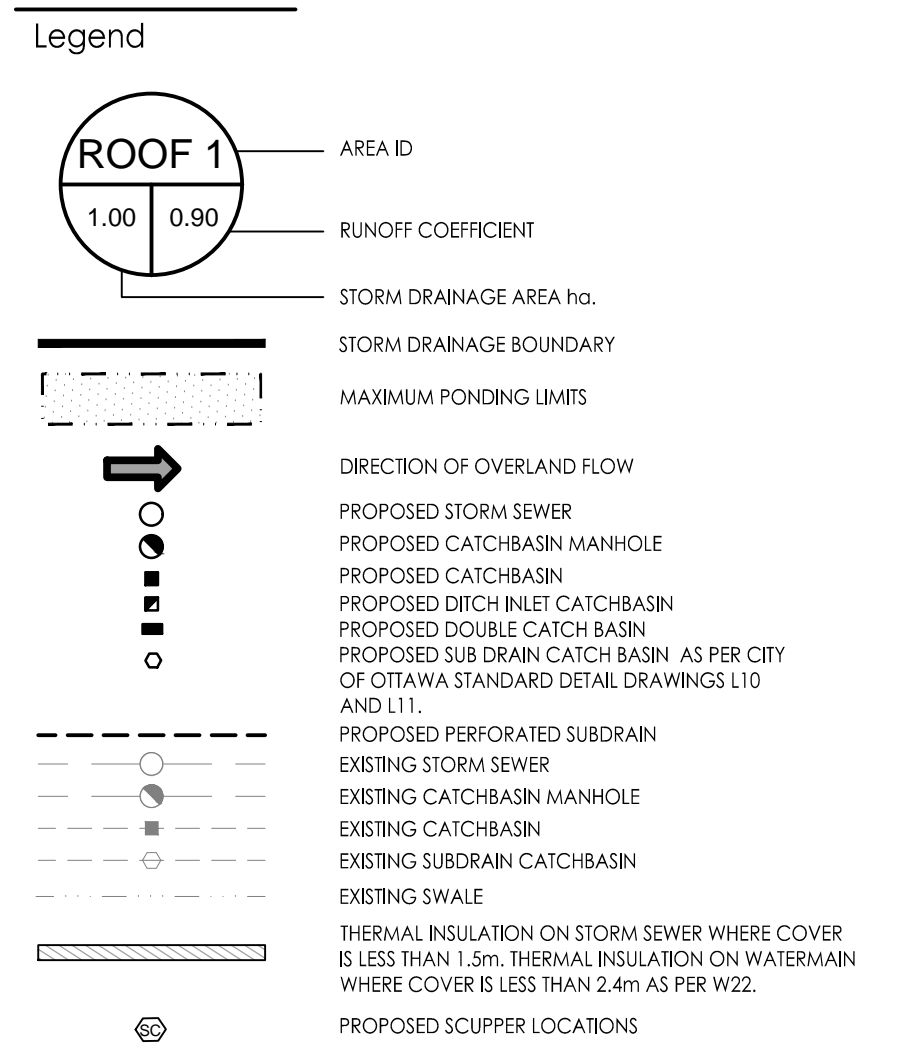 Legend
ROOF 1
AREA ID
1.00
0.90
RUNOFF COEFFICIENT
STORM DRAINAGE AREA ha.
STORM DRAINAGE BOUNDARY
MAXIMUM PONDING LIMITS
DIRECTION OF OVERLAND FLOW
PROPOSED STORM SEWER
PROPOSED CATCHBASIN MANHOLE
PROPOSED CATCHBASIN
PROPOSED DITCH INLET CATCHBASIN
PROPOSED DOUBLE CATCH BASIN
PROPOSED SUB DRAIN CATCH BASIN AS PER CITY
OF OTTAWA STANDARD DETAIL DRAWINGS L10
AND L11.
PROPOSED PERFORATED SUBDRAIN
EXISTING STORM SEWER
EXISTING CATCHBASIN MANHOLE
EXISTING CATCHBASIN
EXISTING SUBDRAIN CATCHBASIN
EXISTING SWALE
THERMAL INSULATION ON STORM SEWER WHERE COVER
IS LESS THAN 1.5m. THERMAL INSULATION ON WATERMAIN
WHERE COVER IS LESS THAN 2.4m AS PER W22.
SC
PROPOSED SCUPPER LOCATIONS